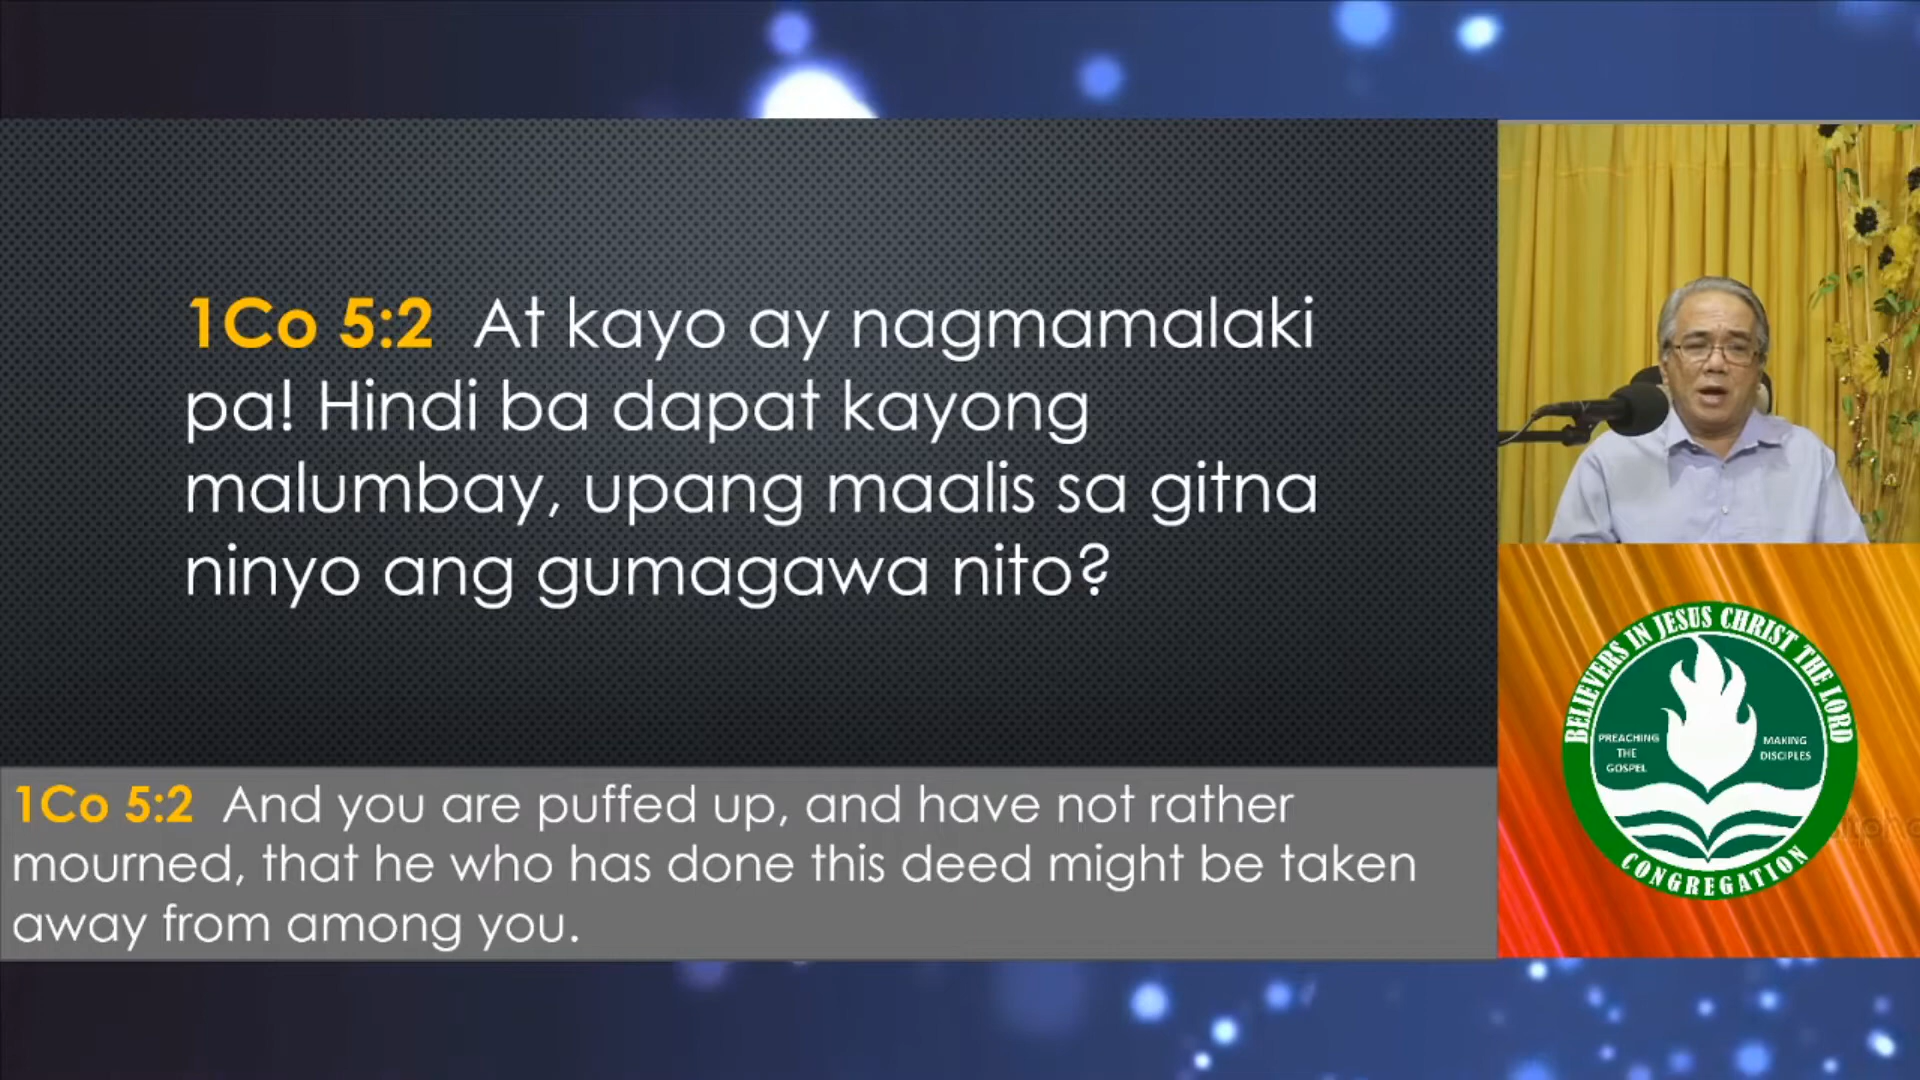 1Co 5:2 At kayo ay nagmamalaki
pa! Hindi ba dapat kayong
malumbay, upang maalis sa gitna
ninyo ang gumagawa nito?
1Co 5:2 And you are puffed up, and have not rather
mourned, that he who has done this deed might be taken
away from among you.
BELIEVERS IN JESUS CHRIST THE LORD
PREACHING
THE
GOSPEL
MAKING
DISCIPLES
CONGREGATION